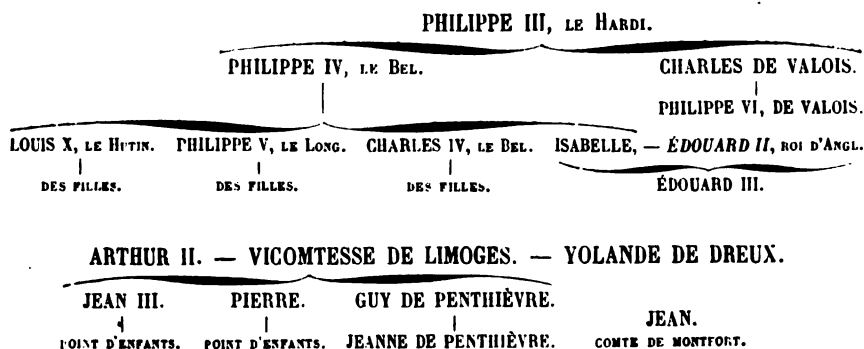 PHILIPPE III, LE HARDI.
PHILIPPE IV, LE BEL. CHARLES DE VALOIS.
PHILIPPE VI, DE VALOIS.
LOUIS X, LE HUTIN. PHILIPPE V, LE LONG. CHARLES IV, LE BEL. ISABELLE, — ÉDOUARD II, ROI D'ANGL.
DES FILLES. DES FILLES. DES FILLES. ÉDOUARD III.
ARTHUR II. — VICOMTESSE DE LIMOGES. — YOLANDE DE DREUX.
JEAN III. PIERRE. GUY DE PENTHIÈVRE.
JEAN.
POINT D'ENFANTS. POINT D'ENFANTS. JEANNE DE PENTHIÈVRE. COMTE DE MONTFORT.